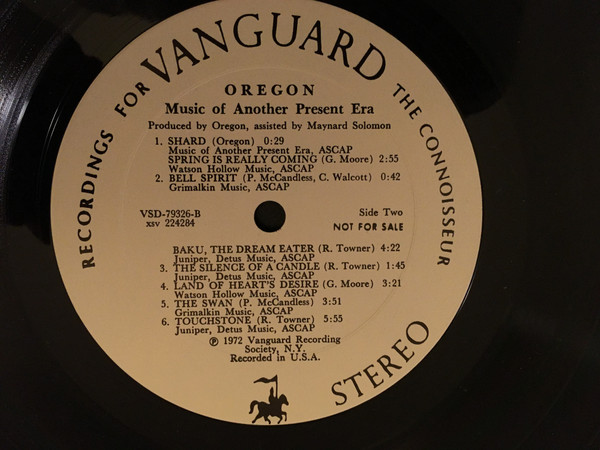 RECORDINGS FOR VANGUARD THE CONNOISSEUR
OREGON
Music of Another Present Era
Produced by Oregon, assisted by Maynard Solomon
1. SHARD (Oregon) 0:29
Music of Another Present Era, ASCAP
SPRING IS REALLY COMING (G. Moore) 2:55
Watson Hollow Music, ASCAP
2. BELL SPIRIT (P. McCandless, C. Walcott) 0:42
Grimalkin Music, ASCAP
VSD-79326-B
xsv 224284
Side Two
NOT FOR SALE
BAKU, THE DREAM EATER (R. Towner) 4:22
Juniper, Detus Music, ASCAP
3. THE SILENCE OF A CANDLE (R. Towner) 1:45
Juniper, Detus Music, ASCAP
4. LAND OF HEART'S DESIRE (G. Moore) 3:21
Watson Hollow Music, ASCAP
5. THE SWAN (P. McCandless) 3:51
Grimalkin Music, ASCAP
6. TOUCHSTONE (R. Towner) 5:55
Juniper, Detus Music, ASCAP
℗ 1972 Vanguard Recording
Society, N.Y.
Recorded in U.S.A.
STEREO